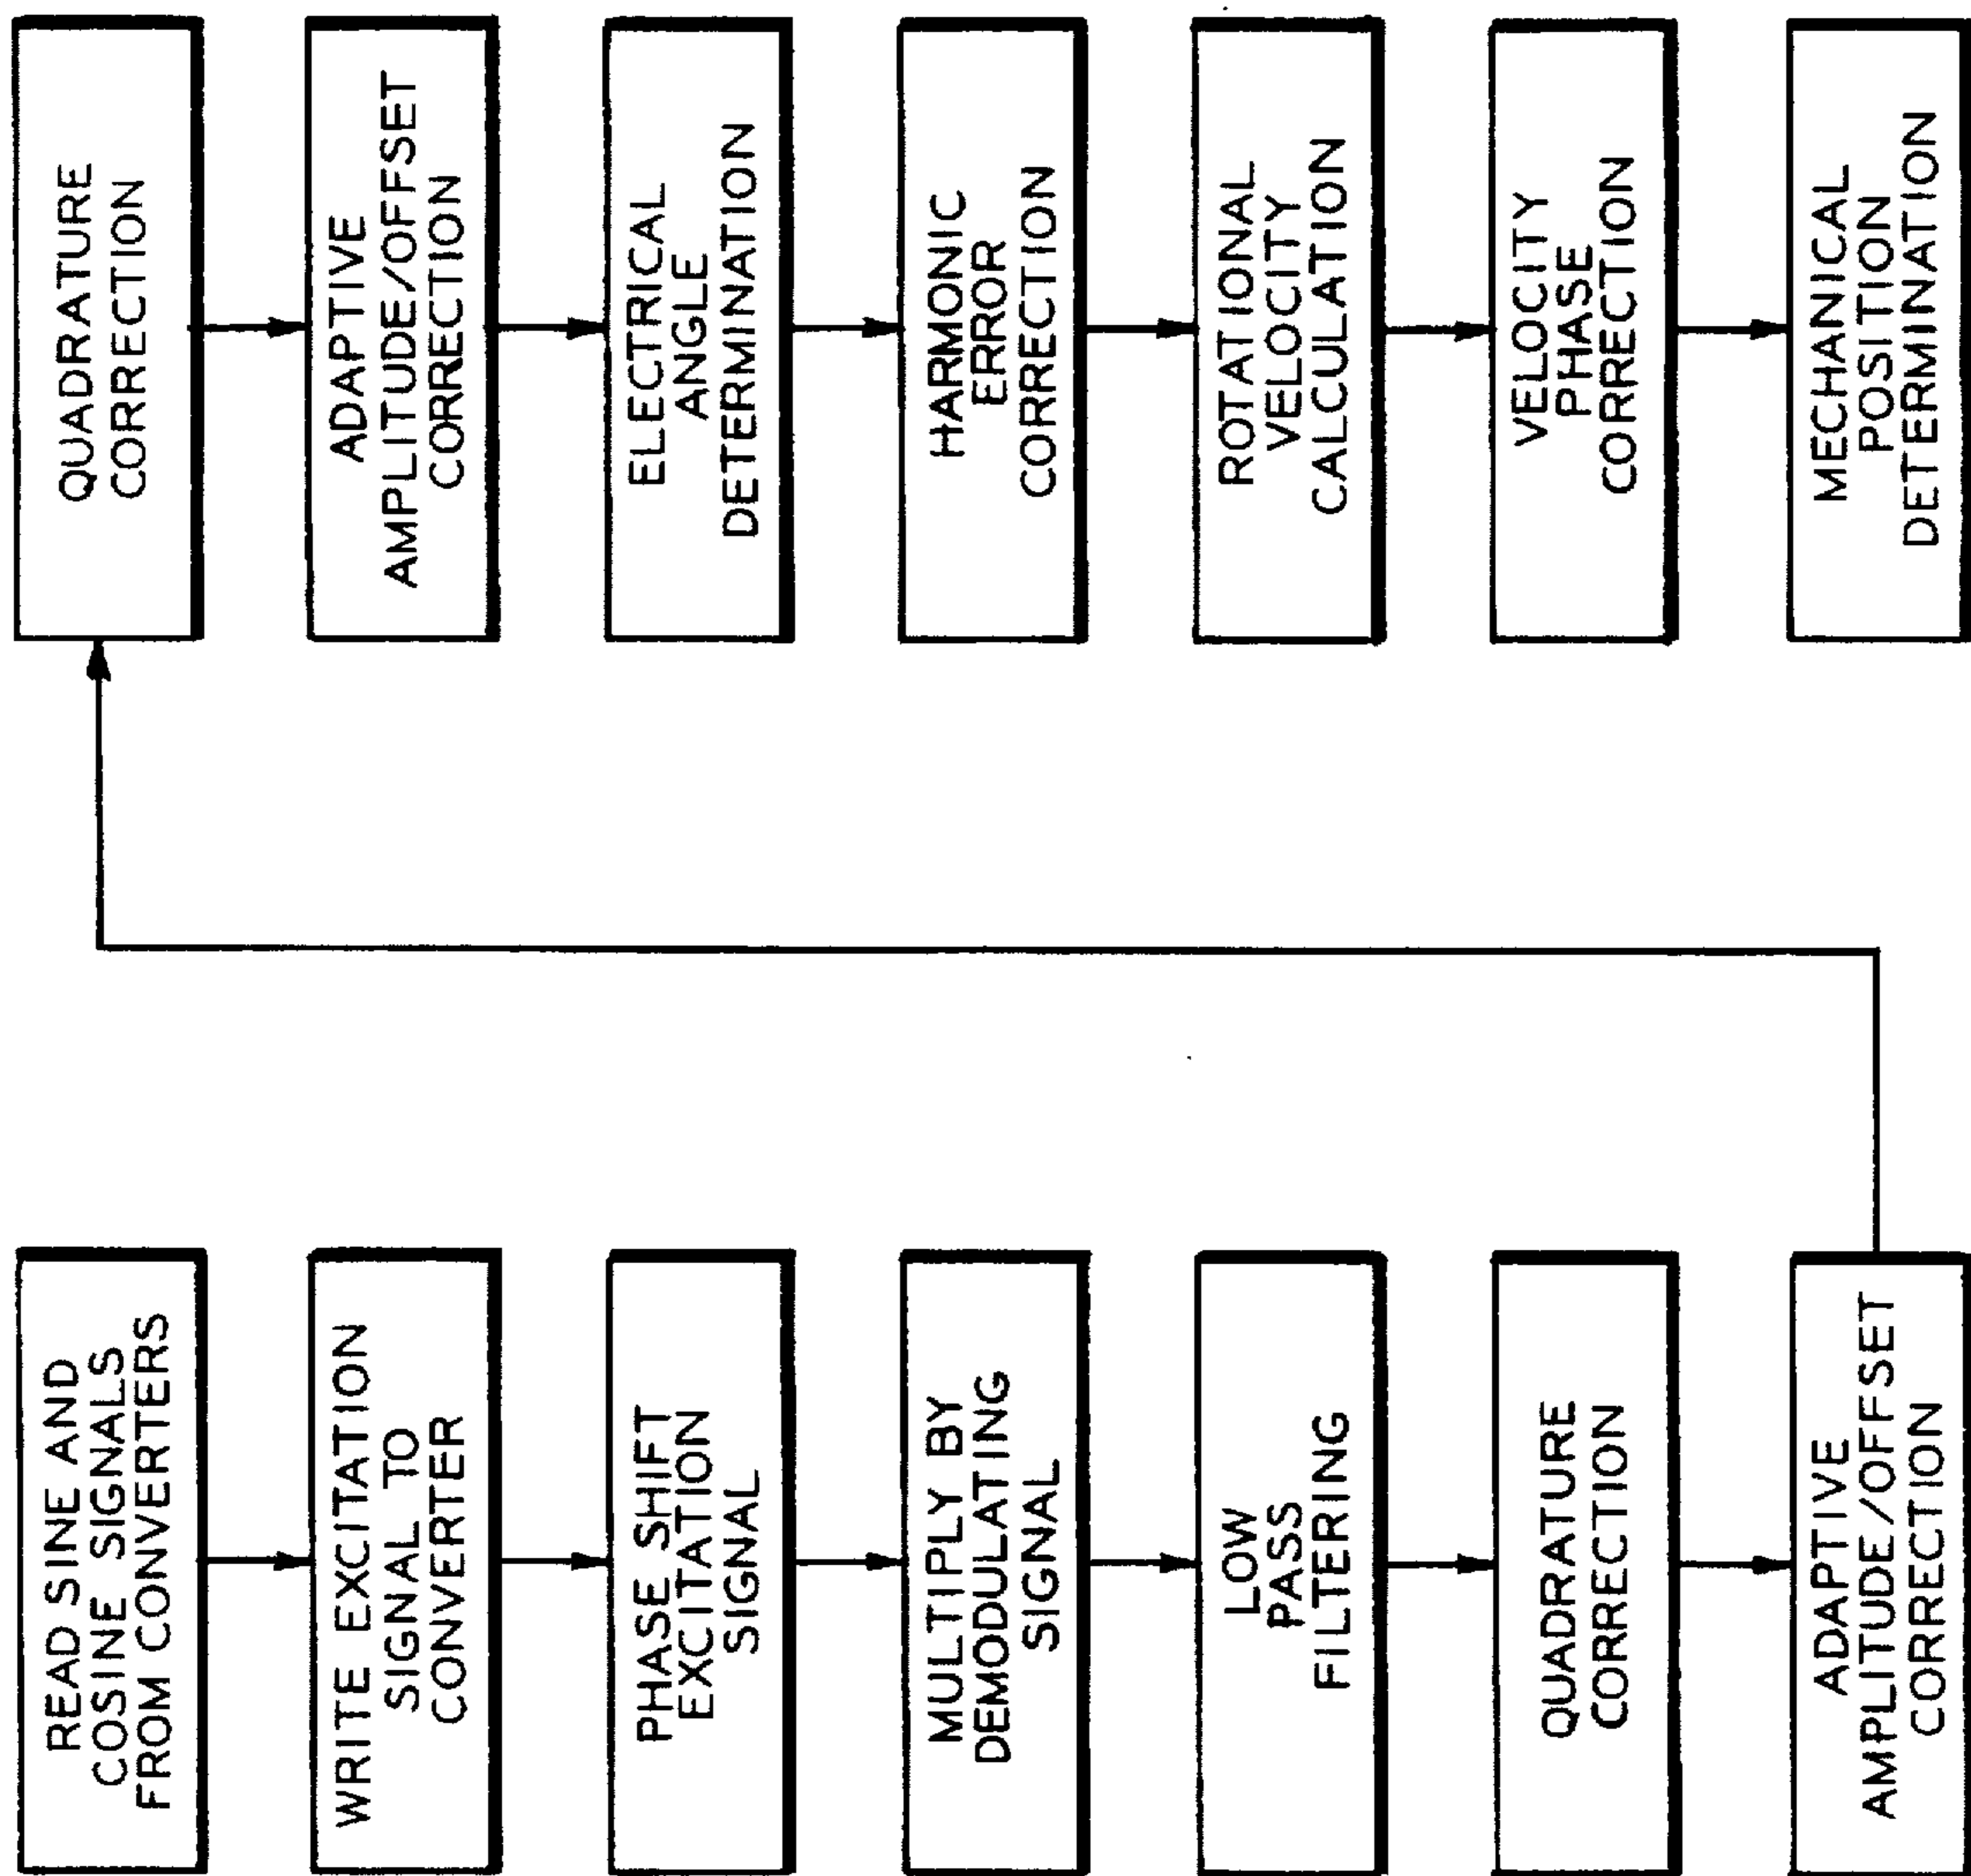 READ SINE AND
COSINE SIGNALS
FROM CONVERTERS
WRITE EXCITATION
SIGNAL TO
CONVERTER
PHASE SHIFT
EXCITATION
SIGNAL
MULTIPLY BY
DEMODULATING
SIGNAL
LOW
PASS
FILTERING
QUADRATURE
CORRECTION
ADAPTIVE
AMPLITUDE/OFFSET
CORRECTION
QUADRATURE
CORRECTION
ADAPTIVE
AMPLITUDE/OFFSET
CORRECTION
ELECTRICAL
ANGLE
DETERMINATION
HARMONIC
ERROR
CORRECTION
ROTATIONAL
VELOCITY
CALCULATION
VELOCITY
PHASE
CORRECTION
MECHANICAL
POSITION
DETERMINATION